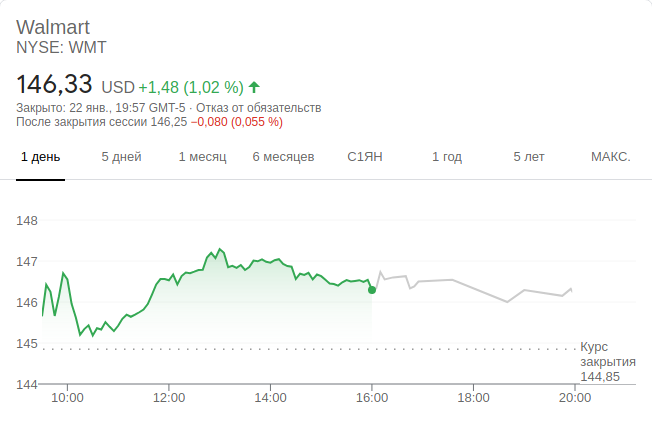 Walmart
NYSE: WMT
146,33 USD +1,48 (1,02 %)
Закрыто: 22 янв., 19:57 GMT-5 · Отказ от обязательств
После закрытия сессии 146,25 −0,080 (0,055 %)
1 день 5 дней 1 месяц 6 месяцев С1ЯН 1 год 5 лет МАКС.
148
147
146
145
Курс
закрытия
144,85
144
10:00 12:00 14:00 16:00 18:00 20:00